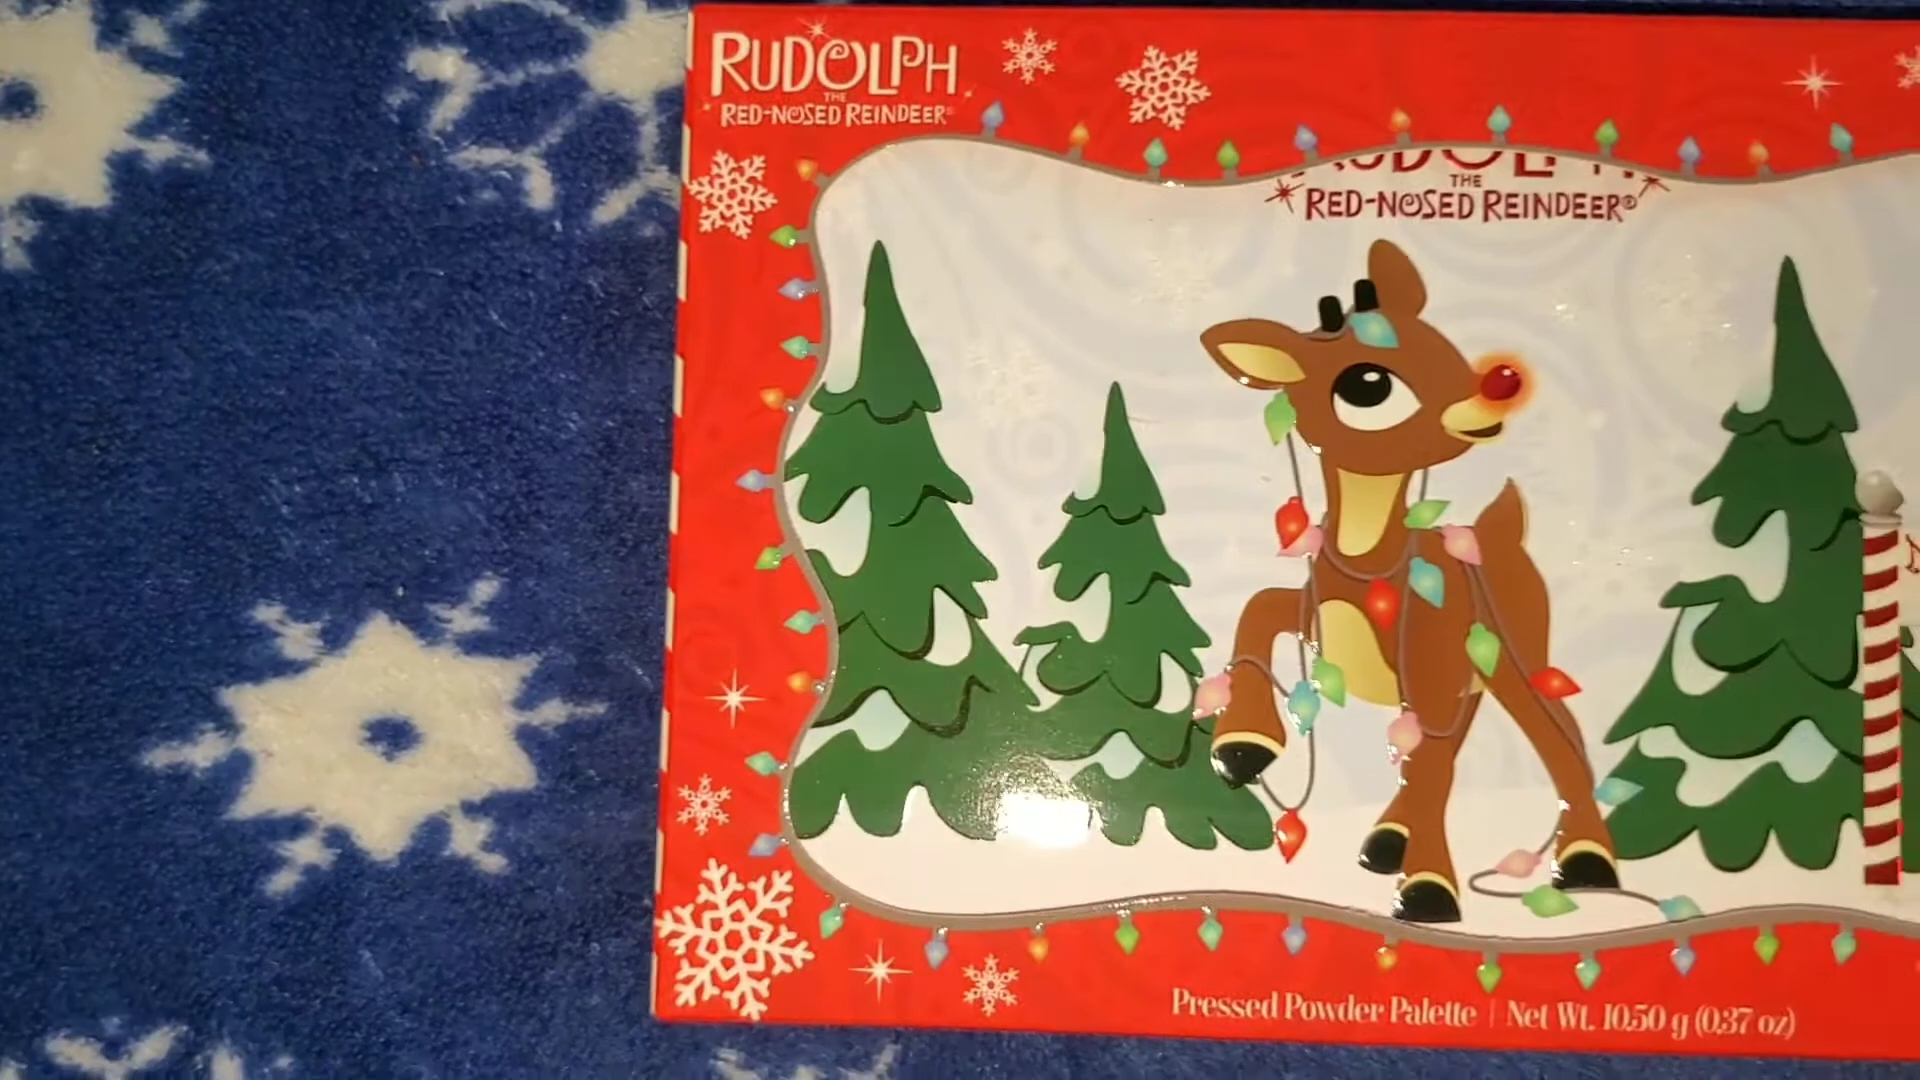 RUDOLPH
THE
RED-NOSED REINDEER®
RUDOLPH
THE
RED-NOSED REINDEER®
Pressed Powder Palette | Net Wt. 10.50 g (0.37 oz)